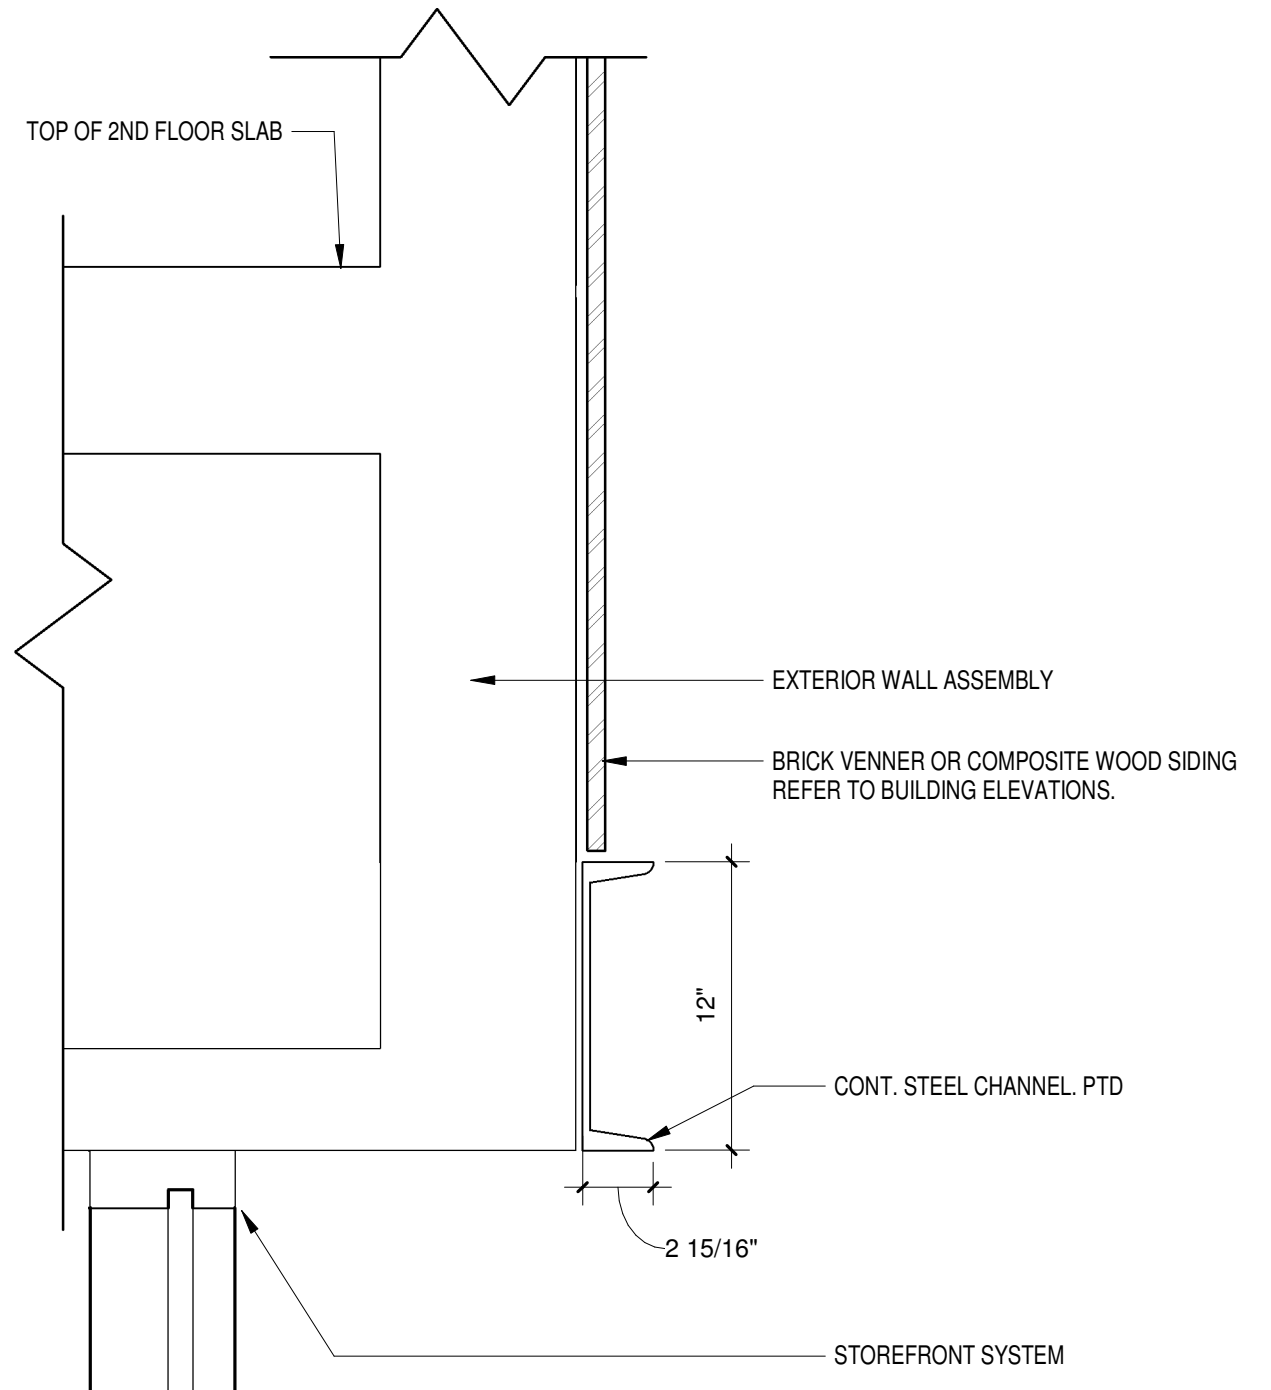 TOP OF 2ND FLOOR SLAB
EXTERIOR WALL ASSEMBLY
BRICK VENNER OR COMPOSITE WOOD SIDING
REFER TO BUILDING ELEVATIONS.
12"
CONT. STEEL CHANNEL. PTD
2 15/16"
STOREFRONT SYSTEM